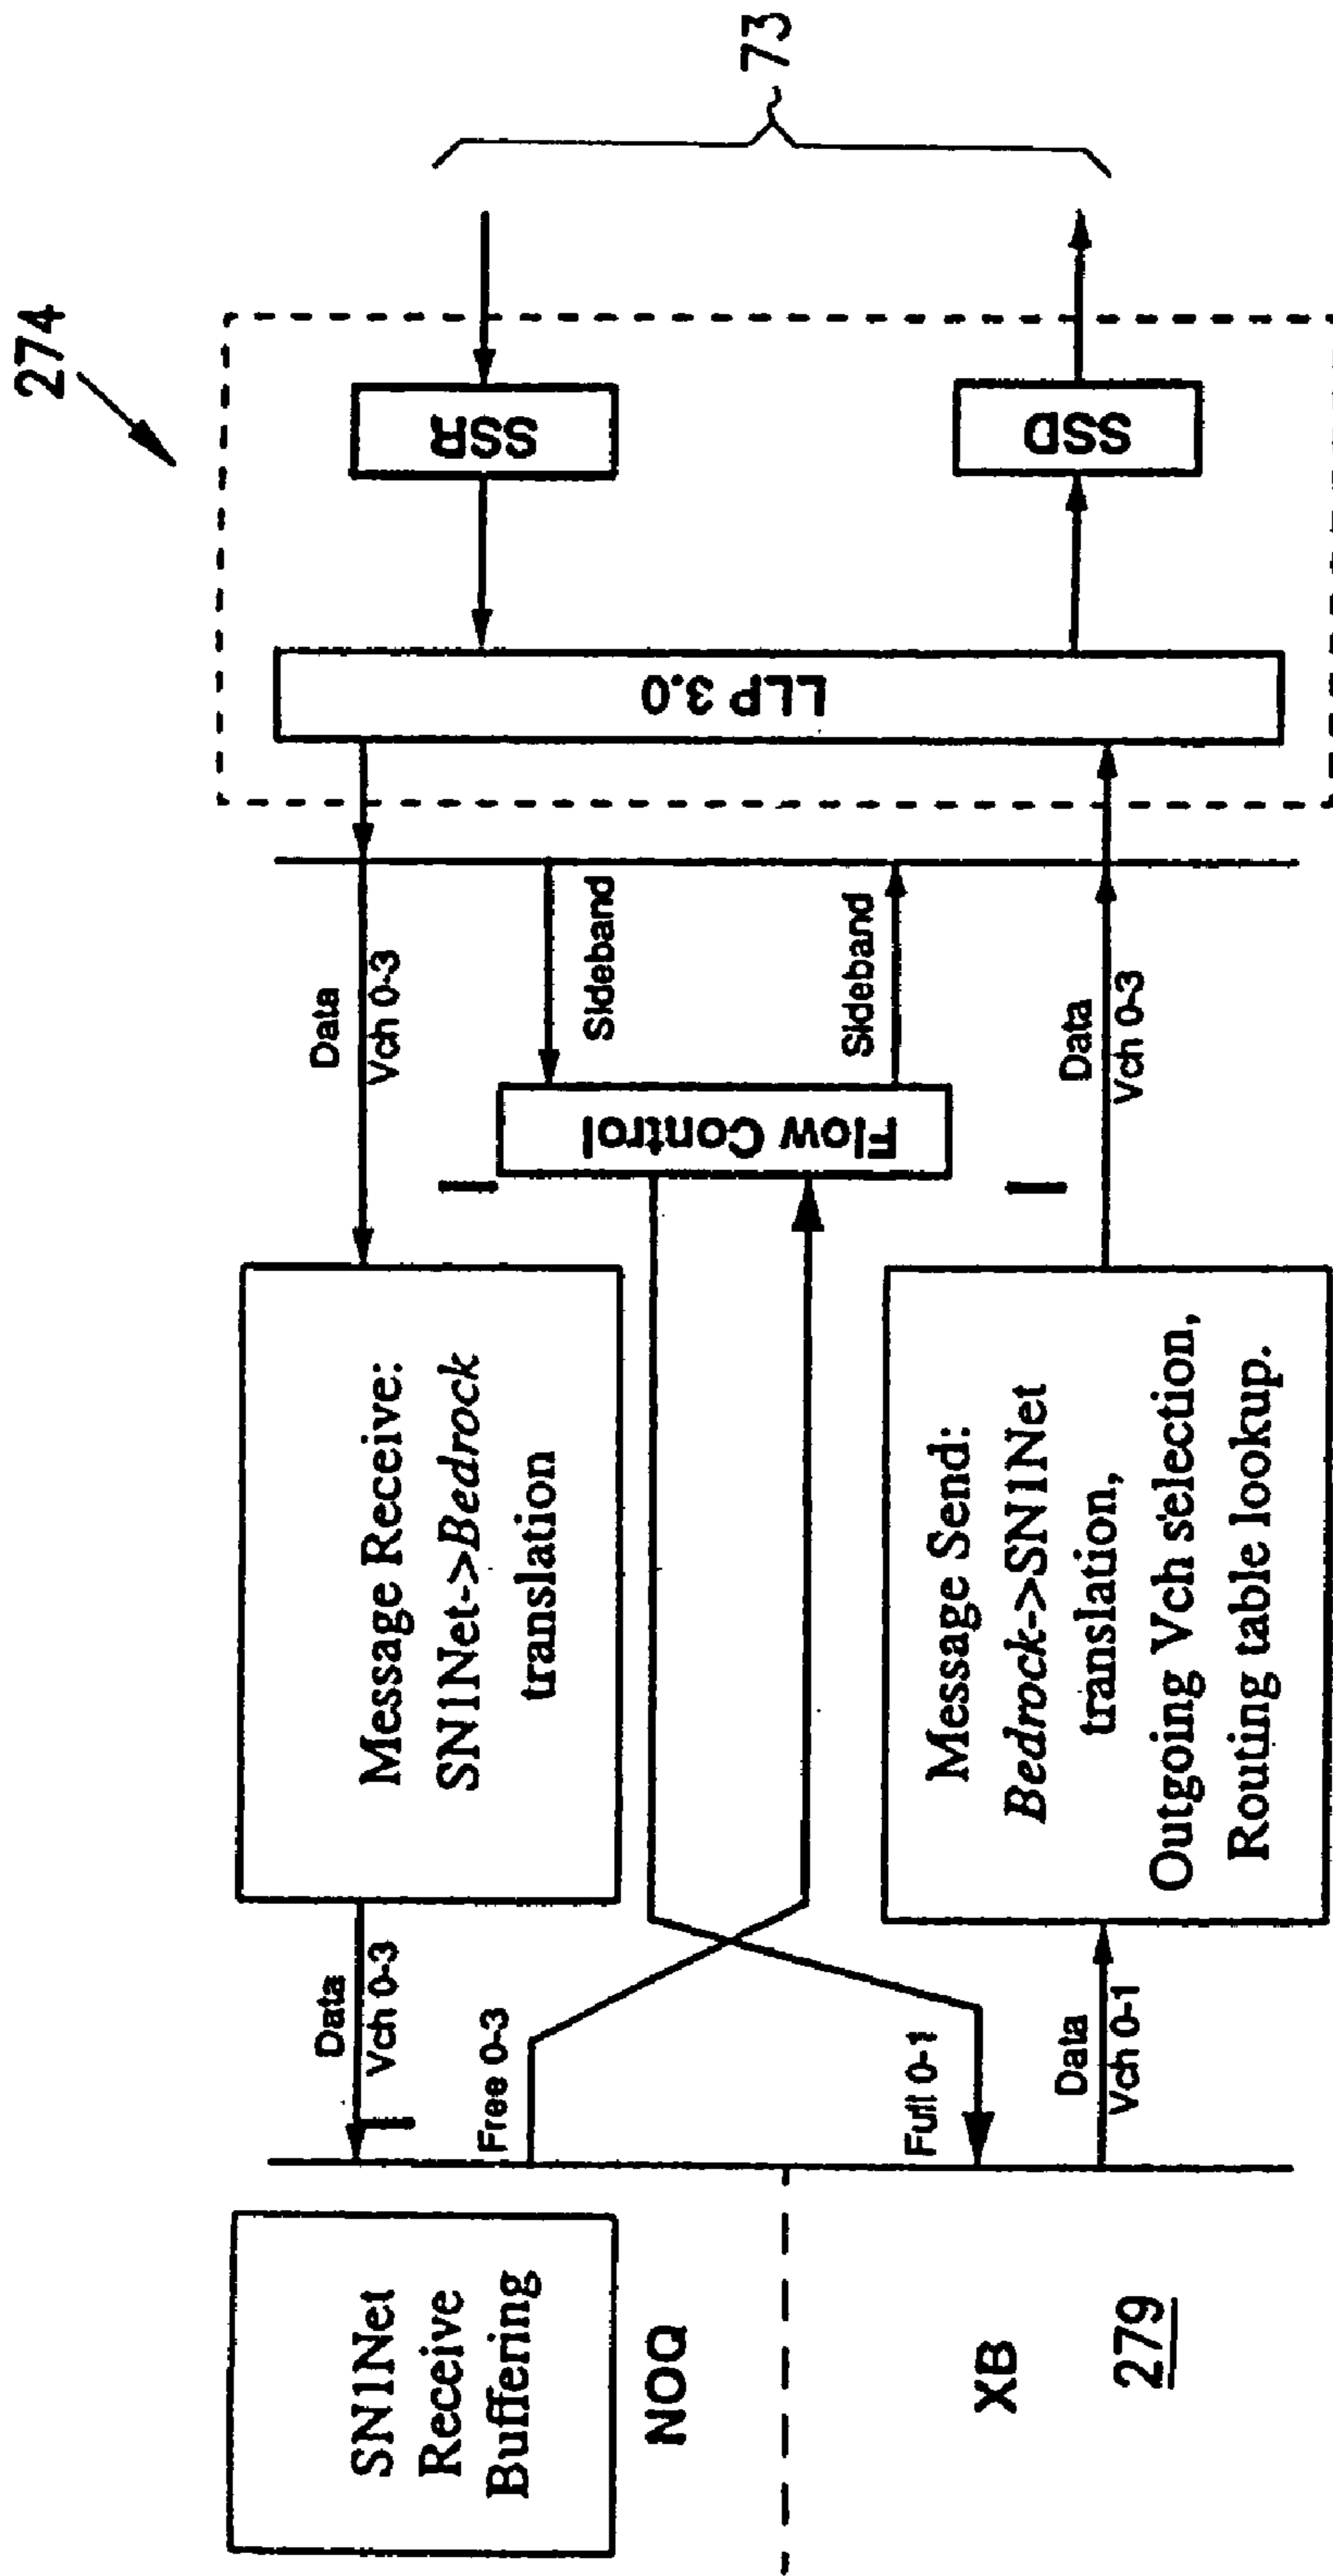 274
73
SSR
SSD
LLP 3.0
Data
Vch 0-3
Sideband
Sideband
Data
Vch 0-3
Flow Control
Message Receive:
SN1Net->Bedrock
translation
Message Send:
Bedrock->SN1Net
translation,
Outgoing Vch selection,
Routing table lookup.
Data
Vch 0-3
Free 0-3
Full 0-1
Data
Vch 0-1
SN1Net
Receive
Buffering
NOQ
XB
279